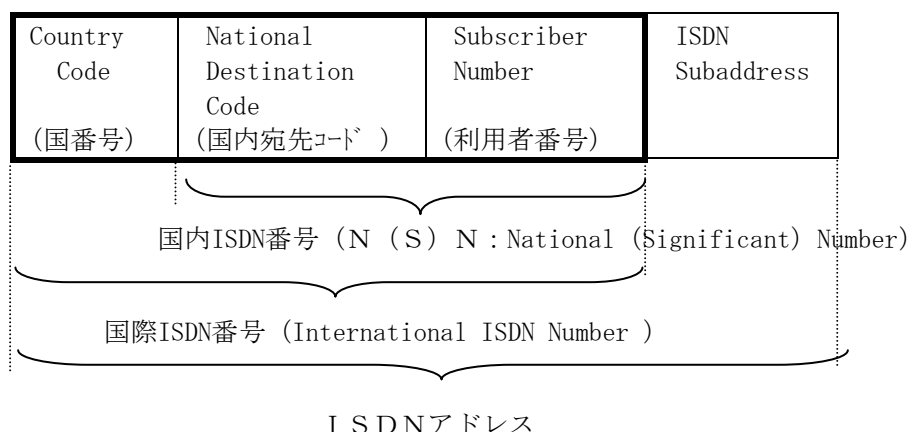 Country Code
(国番号)
National Destination Code
(国内宛先ｺｰﾄﾞ )
Subscriber Number
(利用者番号)
ISDN Subaddress
国内ISDN番号 (Ｎ (Ｓ) Ｎ：National (Significant) Number)
国際ISDN番号 (International ISDN Number )
ＩＳＤＮアドレス